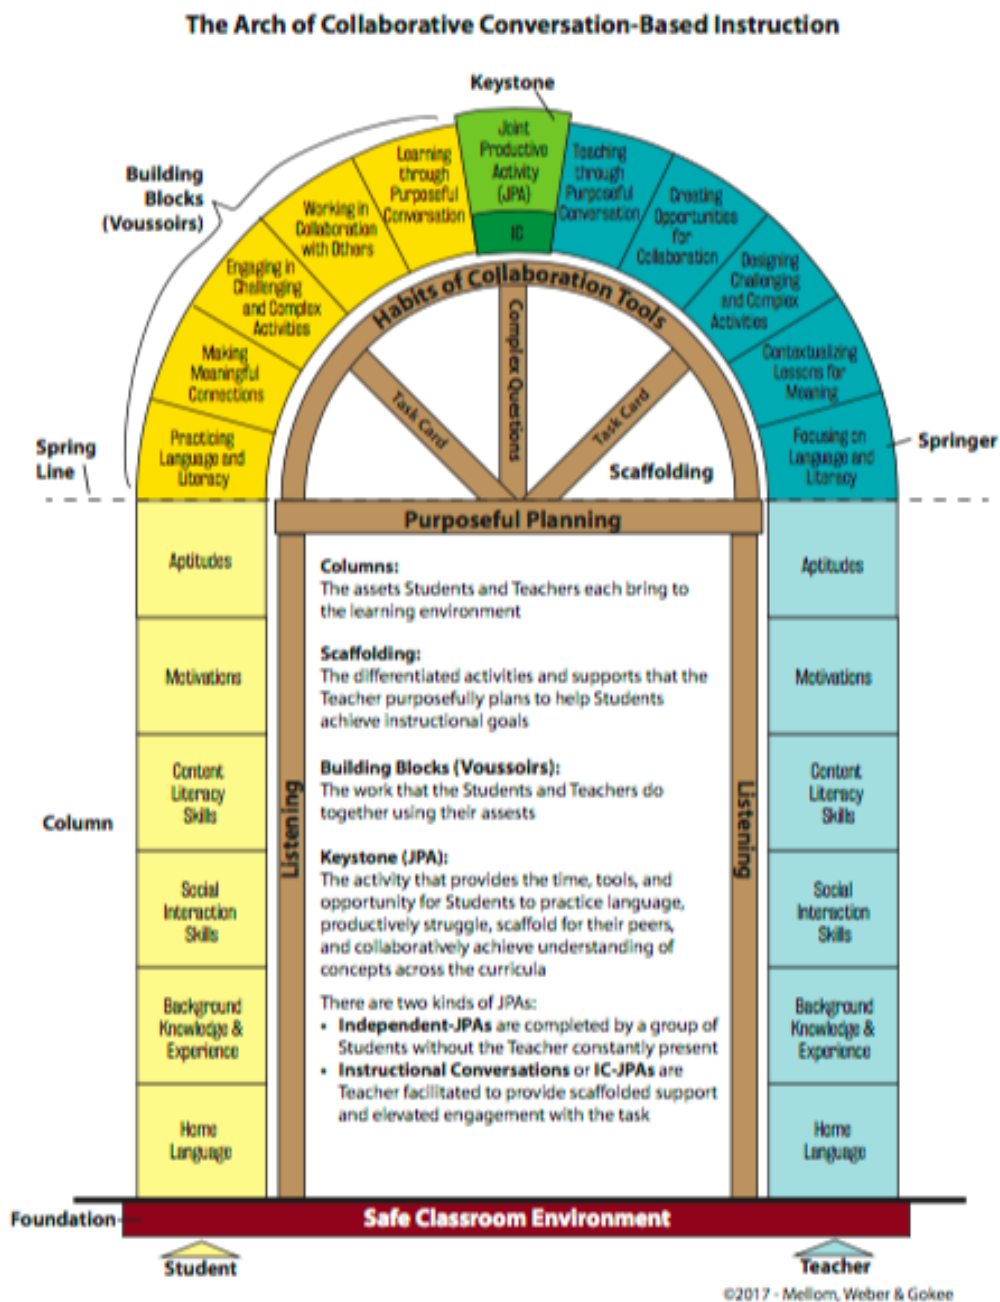 The Arch of Collaborative Conversation-Based Instruction
Keystone
Building
Blocks
(Voussoirs)
Joint
Productive
Activity
(JPA)
IC
Learning
through
Purposeful
Conversation
Working in
Collaboration
with Others
Engaging in
Challenging
and Complex
Activities
Making
Meaningful
Connections
Practicing
Language and
Literacy
Teaching
through
Purposeful
Conversation
Creating
Opportunities
for
Collaboration
Designing
Challenging
and Complex
Activities
Contextualizing
Lessons for
Meaning
Focusing on
Language and
Literacy
Springer
Spring
Line
Habits of Collaboration Tools
Task Card
Complex Questions
Task Card
Scaffolding
Purposeful Planning
Aptitudes
Motivations
Content
Literacy
Skills
Social
Interaction
Skills
Background
Knowledge &
Experience
Home
Language
Column
Listening
Columns:
The assets Students and Teachers each bring to
the learning environment
Scaffolding:
The differentiated activities and supports that the
Teacher purposefully plans to help Students
achieve instructional goals
Building Blocks (Voussoirs):
The work that the Students and Teachers do
together using their assests
Keystone (JPA):
The activity that provides the time, tools, and
opportunity for Students to practice language,
productively struggle, scaffold for their peers,
and collaboratively achieve understanding of
concepts across the curricula
There are two kinds of JPAs:
• Independent-JPAs are completed by a group of
Students without the Teacher constantly present
• Instructional Conversations or IC-JPAs are
Teacher facilitated to provide scaffolded support
and elevated engagement with the task
Listening
Aptitudes
Motivations
Content
Literacy
Skills
Social
Interaction
Skills
Background
Knowledge &
Experience
Home
Language
Foundation
Safe Classroom Environment
Student
Teacher
©2017 - Mellom, Weber & Gokee